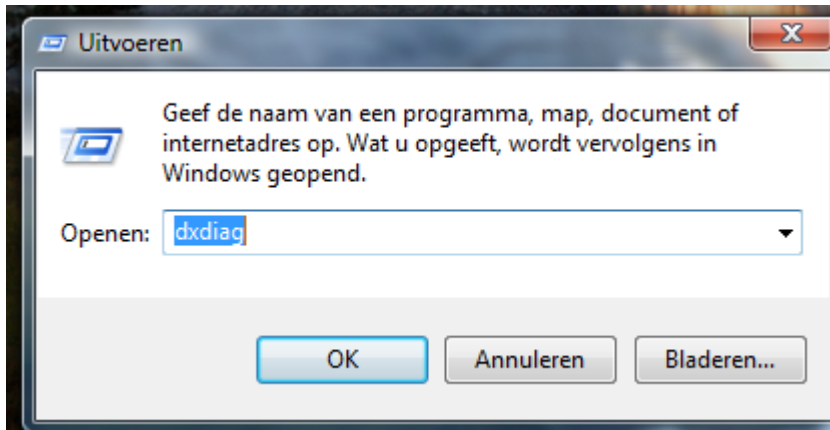 Uitvoeren
Geef de naam van een programma, map, document of
internetadres op. Wat u opgeeft, wordt vervolgens in
Windows geopend.
Openen: dxdiag
OK Annuleren Bladeren...